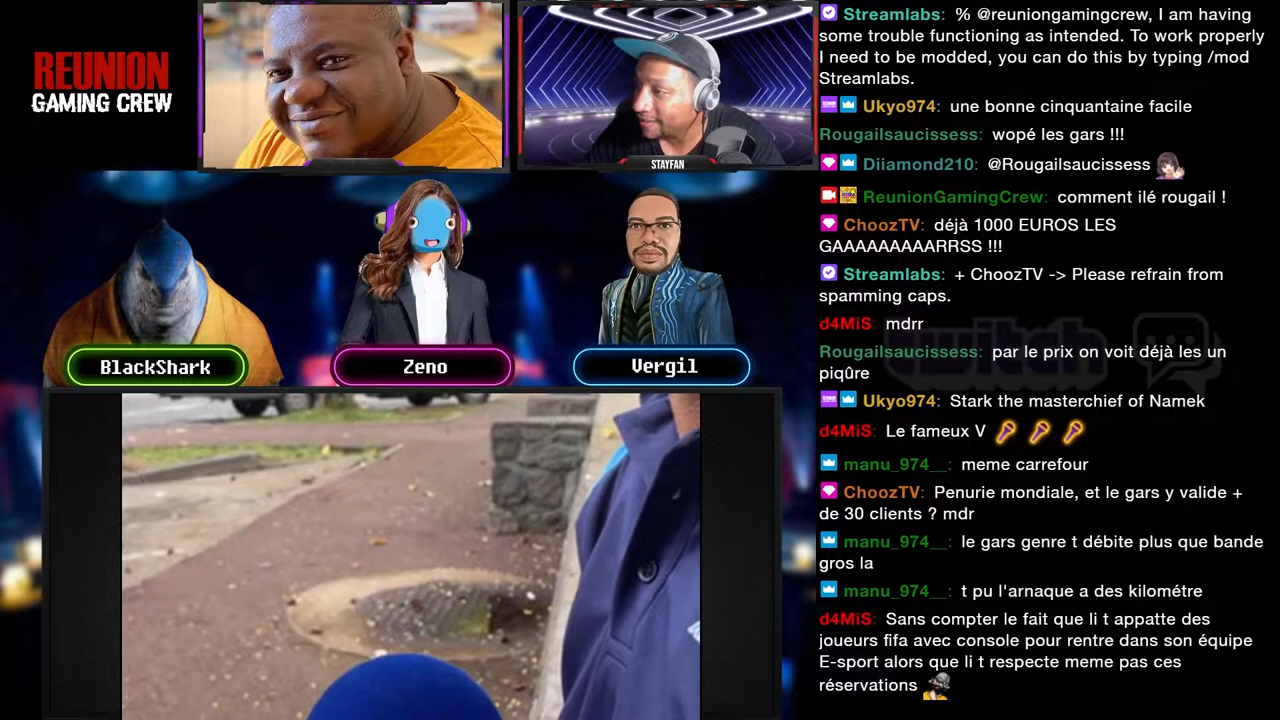 REUNION
GAMING CREW
STAYFAN
BlackShark
Zeno
Vergil
Streamlabs: % @reuniongamingcrew, I am having
some trouble functioning as intended. To work properly
I need to be modded, you can do this by typing /mod
Streamlabs.
Ukyo974: une bonne cinquantaine facile
Rougailsaucissess: wopé les gars !!!
Diiamond210: @Rougailsaucissess
ReunionGamingCrew: comment ilé rougail !
ChoozTV: déjà 1000 EUROS LES
GAAAAAAAAARRSS !!!
Streamlabs: + ChoozTV -> Please refrain from
spamming caps.
d4MiS: mdrr
Rougailsaucissess: par le prix on voit déjà les un
piqûre
Ukyo974: Stark the masterchief of Namek
d4MiS: Le fameux V
manu_974__: meme carrefour
ChoozTV: Penurie mondiale, et le gars y valide +
de 30 clients ? mdr
manu_974__: le gars genre t débite plus que bande
gros la
manu_974__: t pu l'arnaque a des kilométre
d4MiS: Sans compter le fait que li t appatte des
joueurs fifa avec console pour rentre dans son équipe
E-sport alors que li t respecte meme pas ces
réservations
twitch